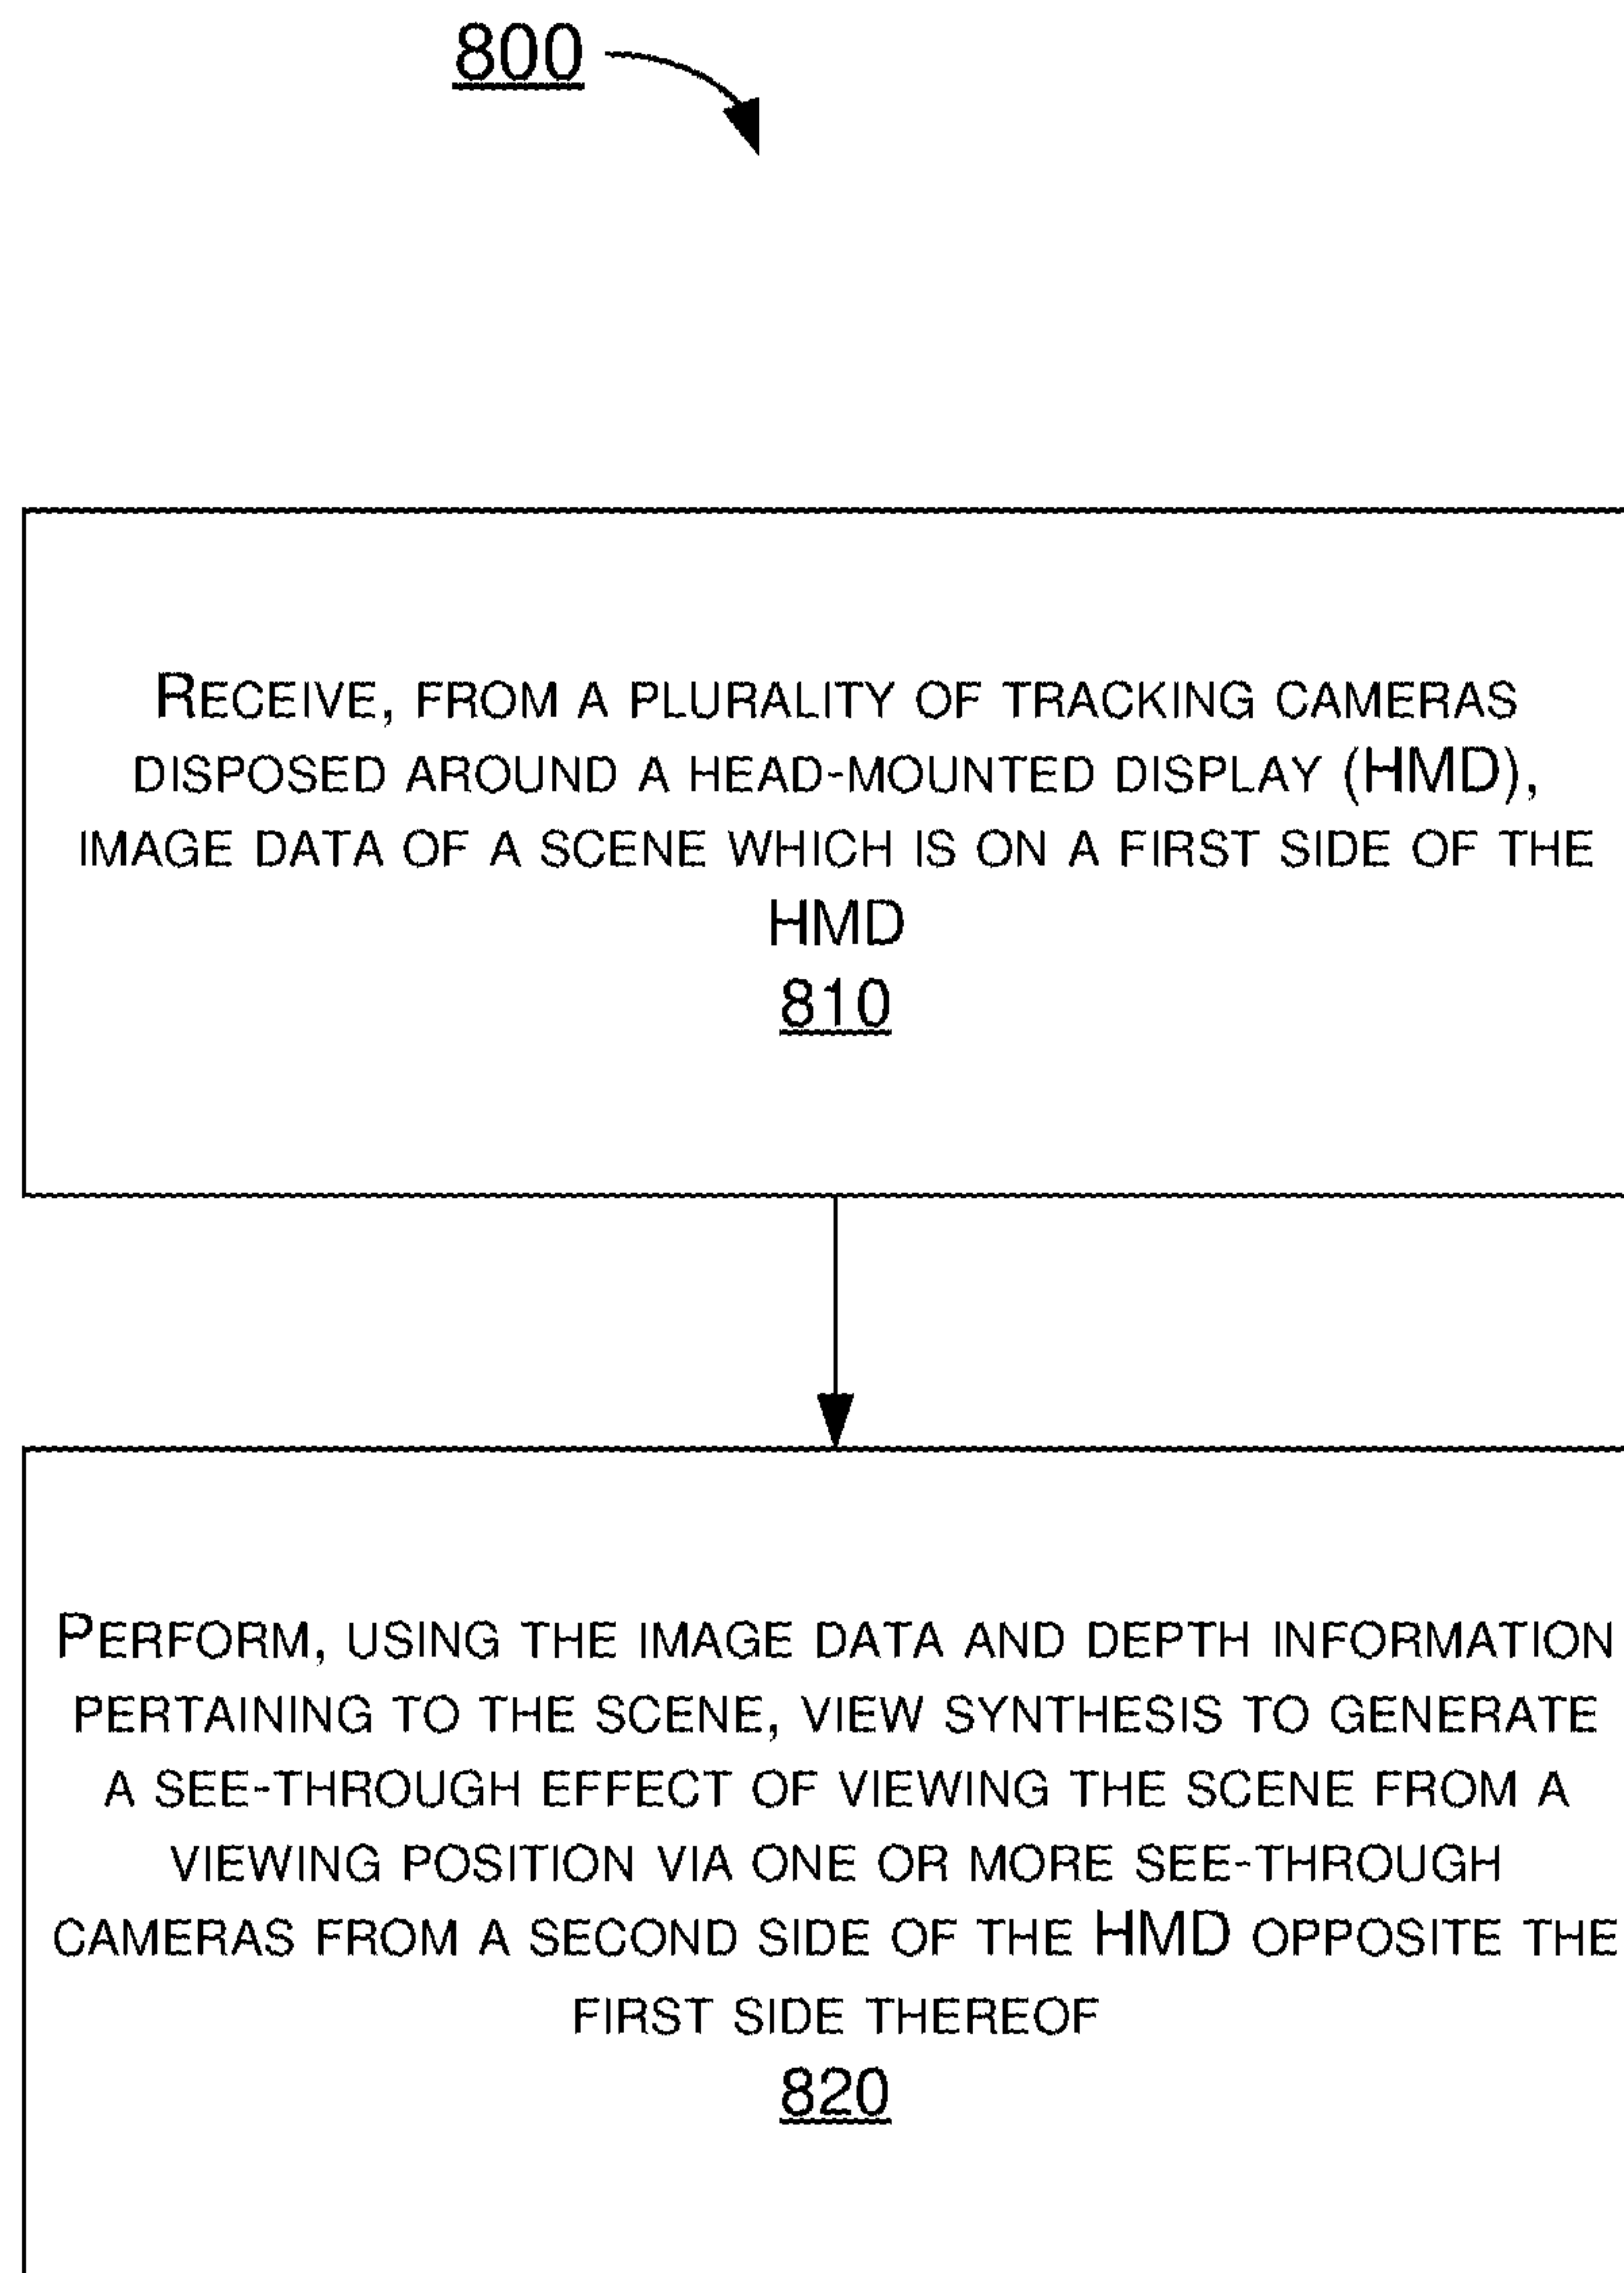 800
RECEIVE, FROM A PLURALITY OF TRACKING CAMERAS
DISPOSED AROUND A HEAD-MOUNTED DISPLAY (HMD),
IMAGE DATA OF A SCENE WHICH IS ON A FIRST SIDE OF THE
HMD
810
PERFORM, USING THE IMAGE DATA AND DEPTH INFORMATION
PERTAINING TO THE SCENE, VIEW SYNTHESIS TO GENERATE
A SEE-THROUGH EFFECT OF VIEWING THE SCENE FROM A
VIEWING POSITION VIA ONE OR MORE SEE-THROUGH
CAMERAS FROM A SECOND SIDE OF THE HMD OPPOSITE THE
FIRST SIDE THEREOF
820